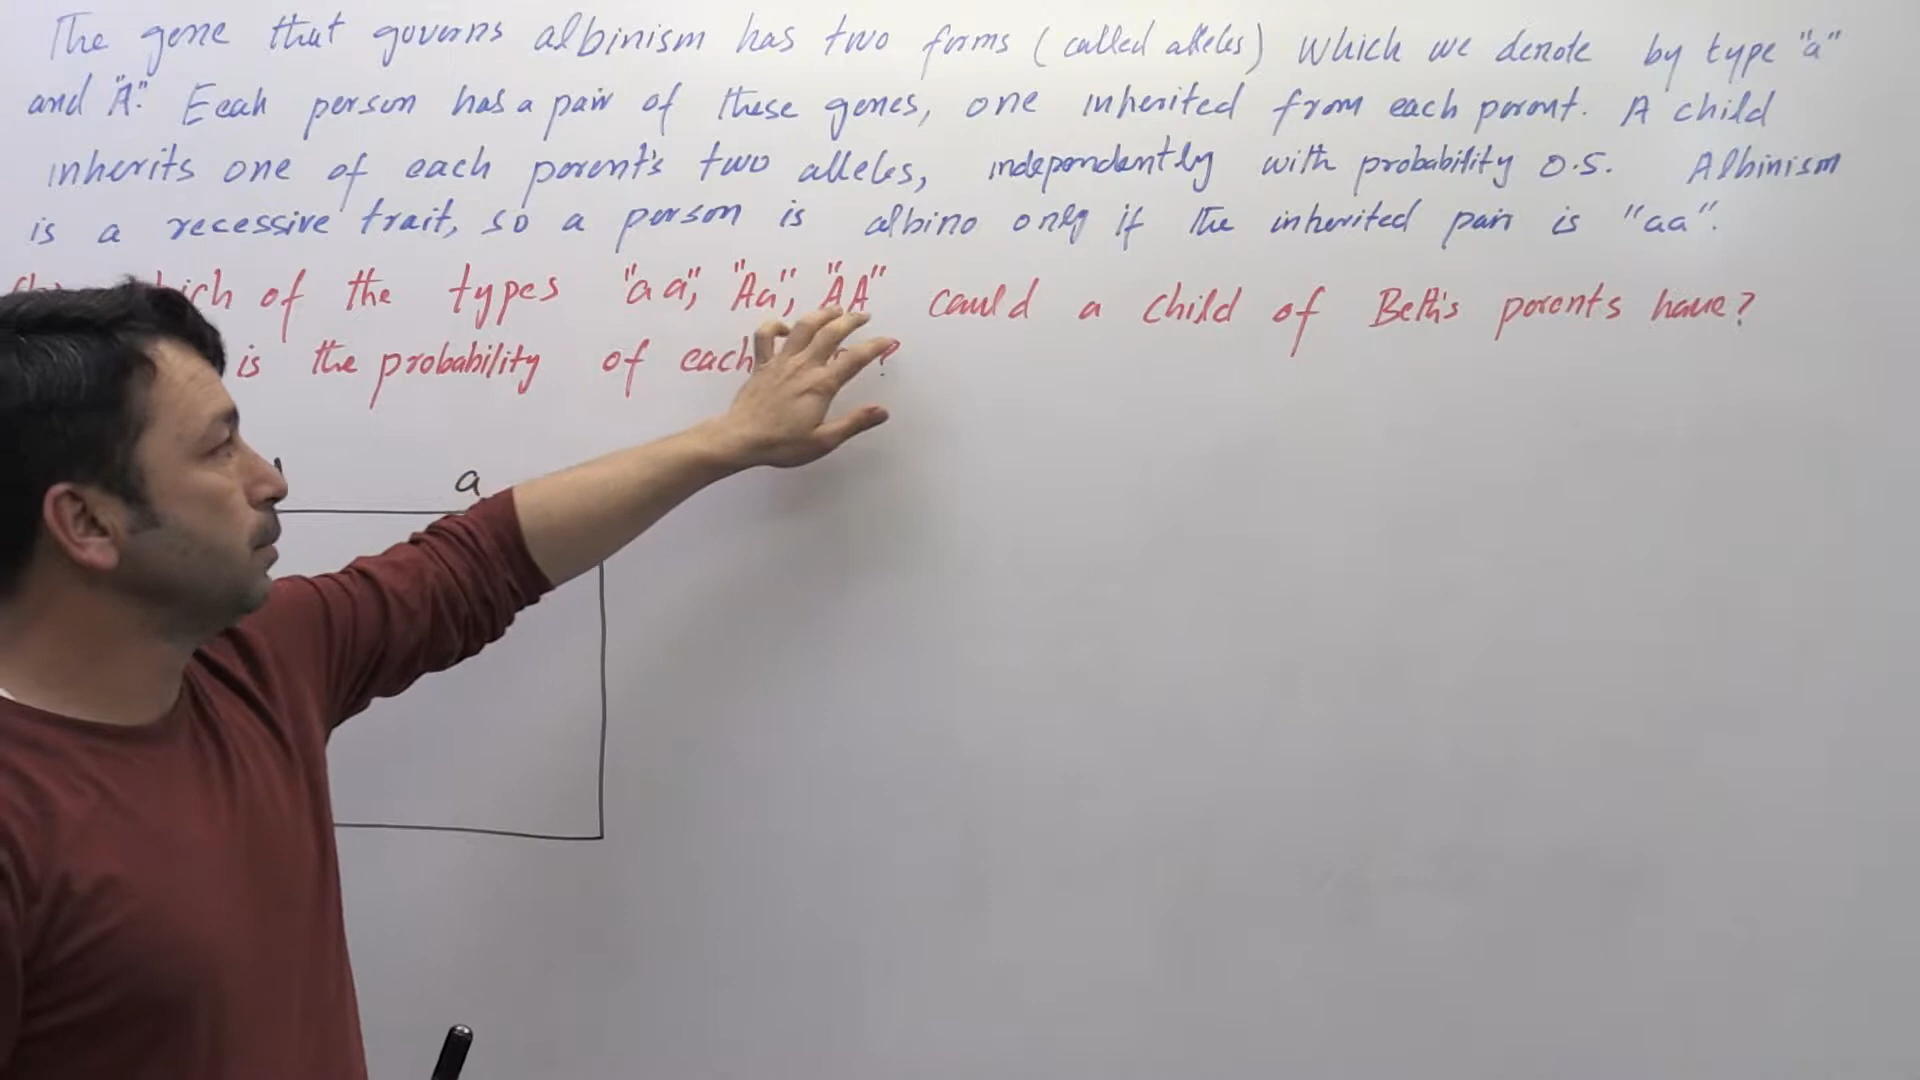 The gene that governs albinism has two forms (called alleles) Which we denote by type "a"
and "A". Eeah person has a pair of these genes, one inherited from each parent. A child
inherits one of each parent's two alleles, independently with probability 0.5. Albinism
is a recessive trait, so a person is albino only if the inherited pair is "aa".
of the types "aa", "Aa", "AA" could a child of Beth's parents have?
is the probability of each ?
a